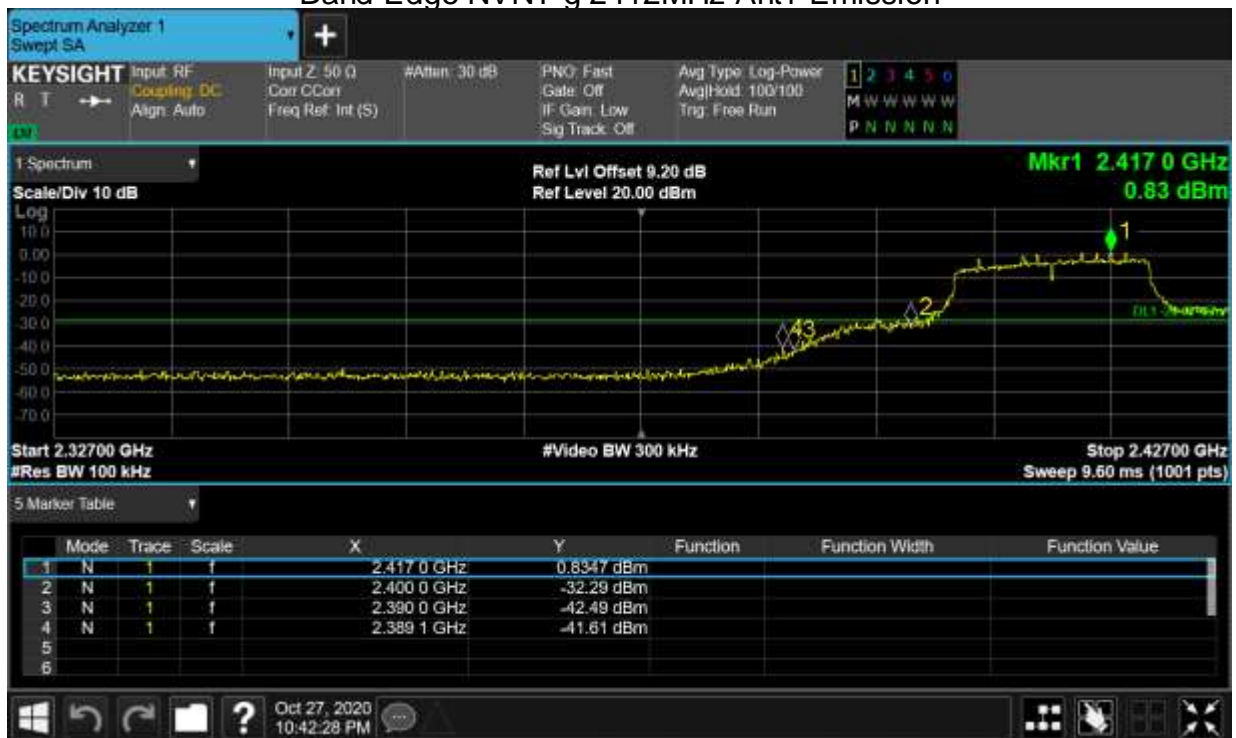 Band Edge NVNT g 2412MHz Ant1 Emission
Spectrum Analyzer 1
Swept SA
+
KEYSIGHT Input: RF Input Z: 50 Ω #Atten: 30 dB PNO: Fast Avg Type: Log-Power 1 2 3 4 5 6
R T Coupling: DC Corr CCorr Gate: Off Avg|Hold: 100/100 M W W W W W
Align: Auto Freq Ref: Int (S) IF Gain: Low Trig: Free Run P N N N N N
Sig Track: Off
1 Spectrum Ref Lvl Offset 9.20 dB Mkr1 2.417 0 GHz
Scale/Div 10 dB Ref Level 20.00 dBm 0.83 dBm
Log
10.0
0.00
-10.0
-20.0
-30.0
-40.0
-50.0
-60.0
-70.0
1
2
43
Start 2.32700 GHz #Video BW 300 kHz Stop 2.42700 GHz
#Res BW 100 kHz Sweep 9.60 ms (1001 pts)
5 Marker Table
Mode Trace Scale X Y Function Function Width Function Value
1 N 1 f 2.417 0 GHz 0.8347 dBm
2 N 1 f 2.400 0 GHz -32.29 dBm
3 N 1 f 2.390 0 GHz -42.49 dBm
4 N 1 f 2.389 1 GHz -41.61 dBm
5
6
? Oct 27, 2020
10:42:28 PM